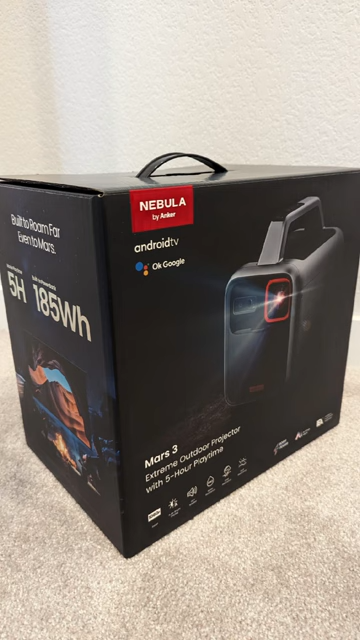 NEBULA
by Anker
androidtv
Ok Google
Built to Roam Far
Even to Mars.
5H
185Wh
Mars 3
Extreme Outdoor Projector
with 5-Hour Playtime